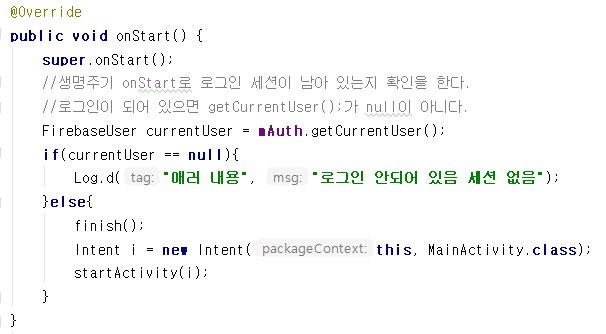 @Override
public void onStart() {
super.onStart();
//생명주기 onStart로 로그인 세션이 남아 있는지 확인을 한다.
//로그인이 되어 있으면 getCurrentUser();가 null이 아니다.
FirebaseUser currentUser = mAuth.getCurrentUser();
if(currentUser == null){
Log.d( tag: "애러 내용", msg: "로그인 안되어 있음 세션 없음");
}else{
finish();
Intent i = new Intent( packageContext: this, MainActivity.class);
startActivity(i);
}
}